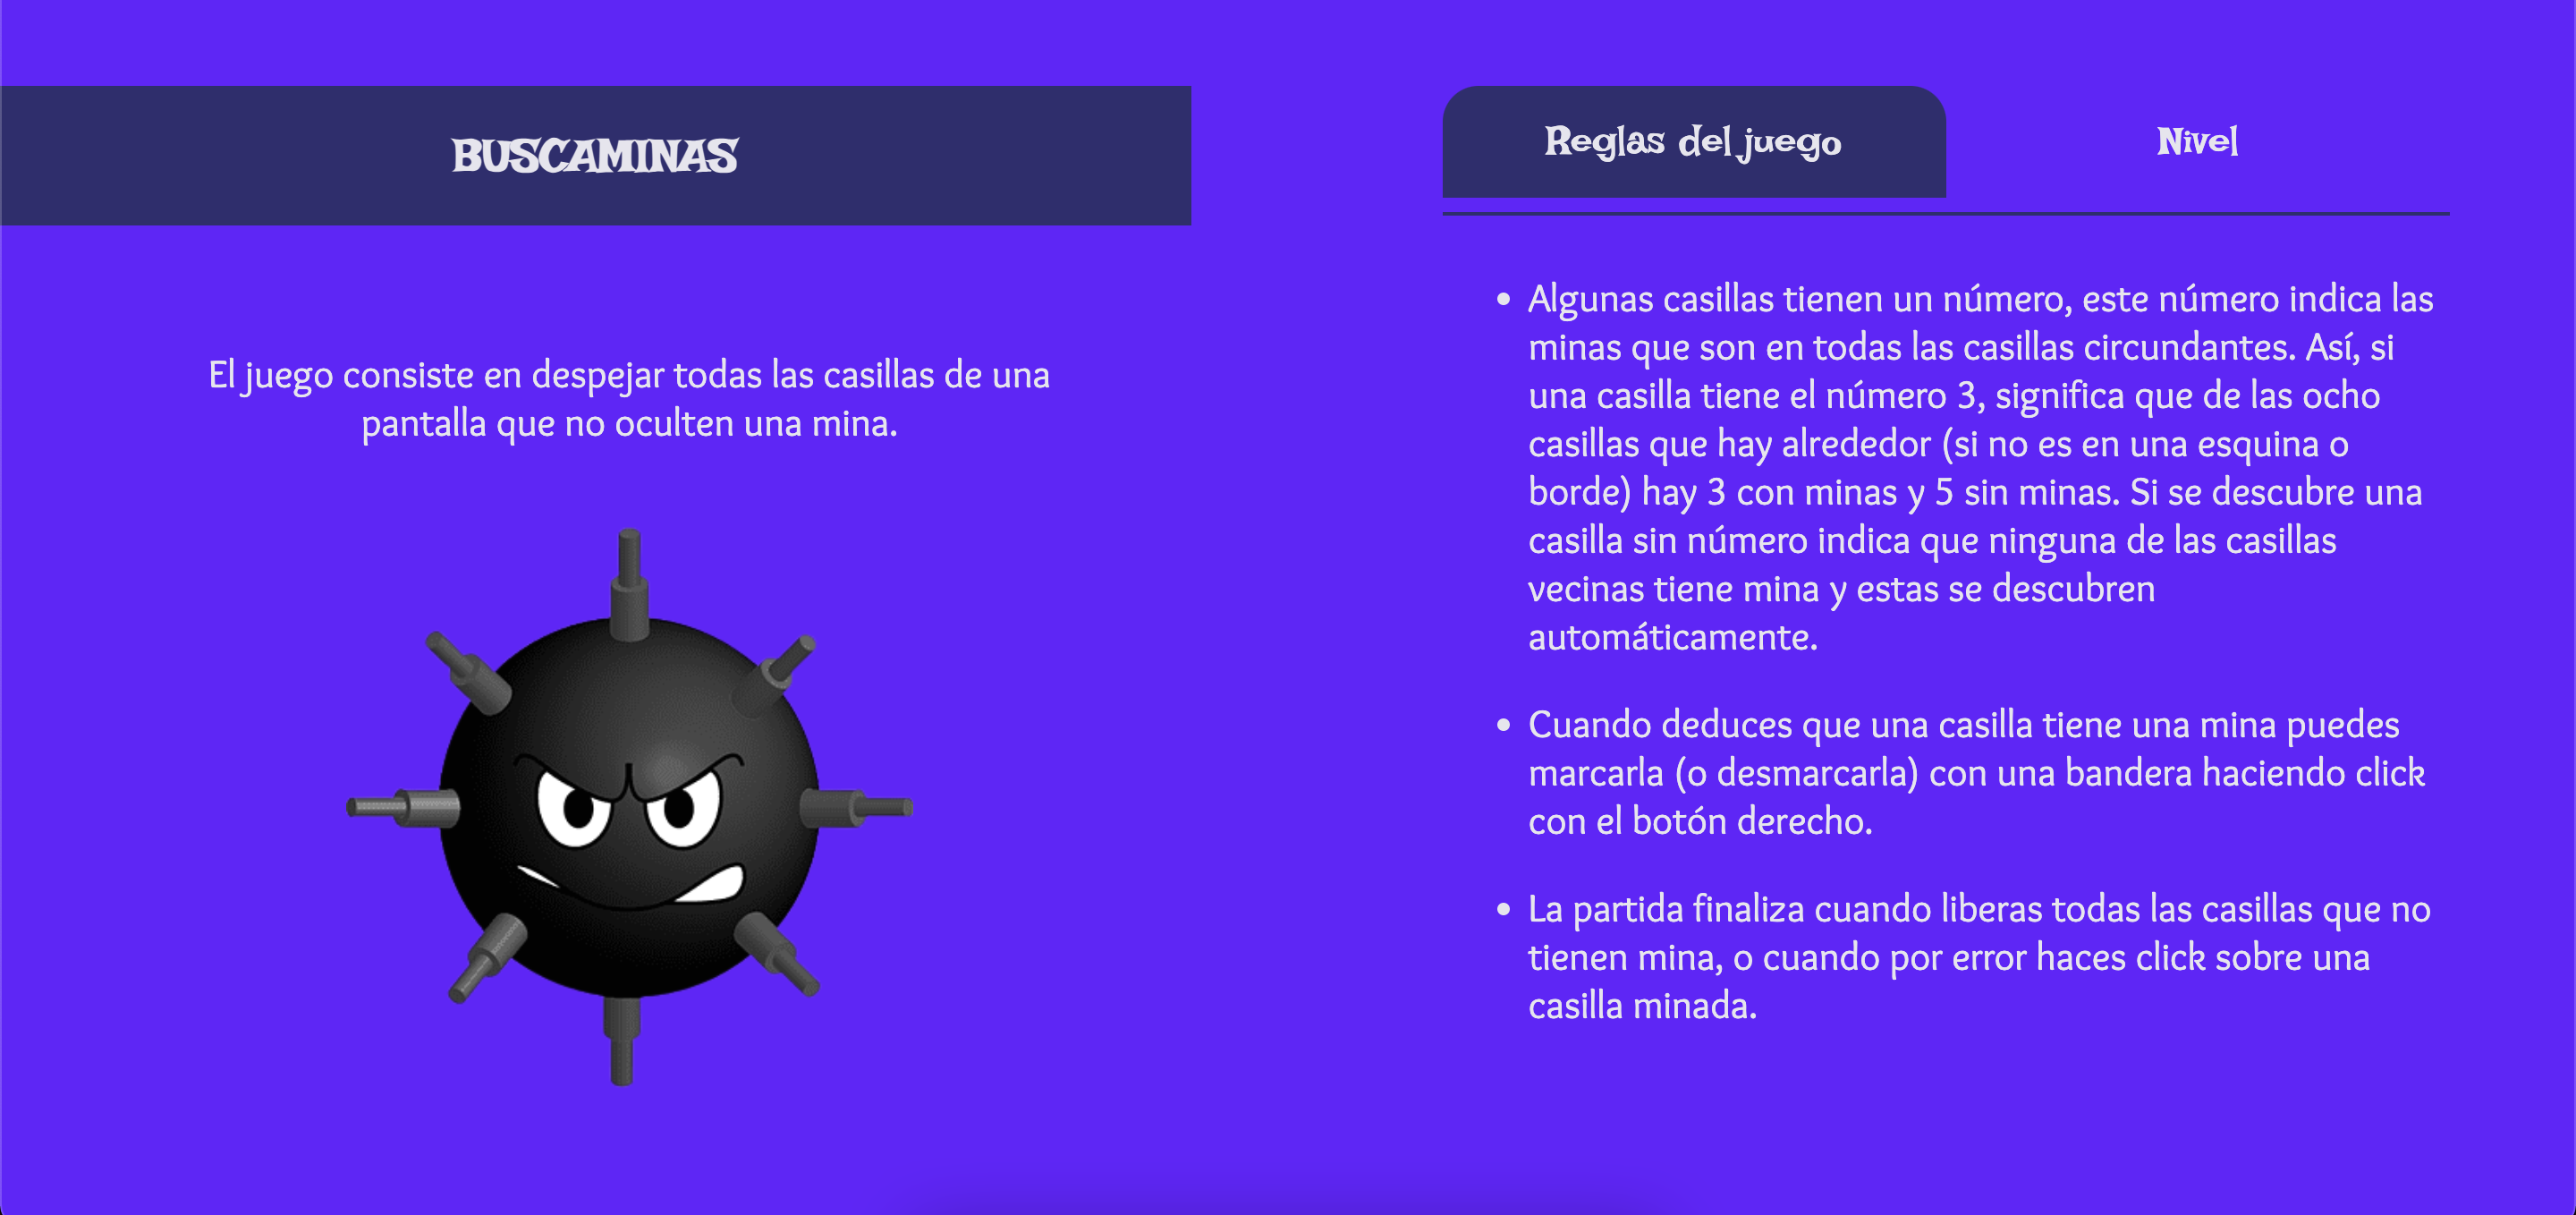 BUSCAMINAS
El juego consiste en despejar todas las casillas de una
pantalla que no oculten una mina.
Reglas del juego
Nivel
• Algunas casillas tienen un número, este número indica las
minas que son en todas las casillas circundantes. Así, si
una casilla tiene el número 3, significa que de las ocho
casillas que hay alrededor (si no es en una esquina o
borde) hay 3 con minas y 5 sin minas. Si se descubre una
casilla sin número indica que ninguna de las casillas
vecinas tiene mina y estas se descubren
automáticamente.
• Cuando deduces que una casilla tiene una mina puedes
marcarla (o desmarcarla) con una bandera haciendo click
con el botón derecho.
• La partida finaliza cuando liberas todas las casillas que no
tienen mina, o cuando por error haces click sobre una
casilla minada.